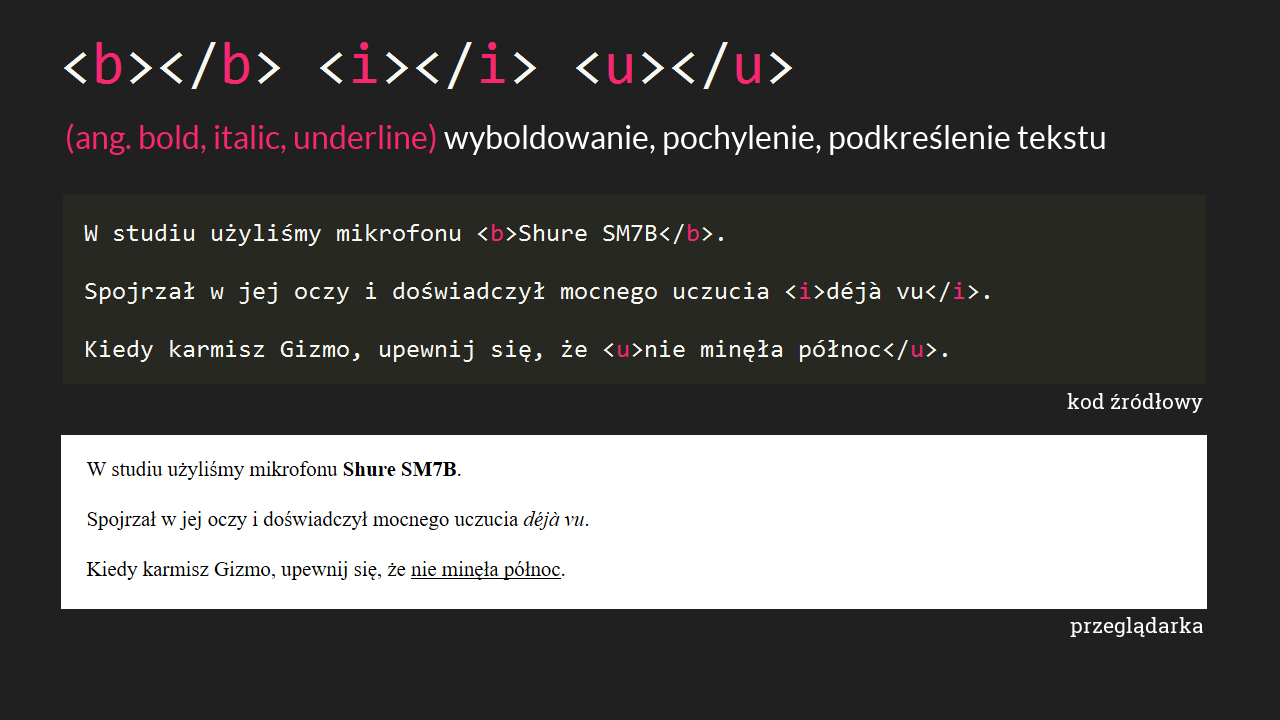 <b></b> <i></i> <u></u>
(ang. bold, italic, underline) wyboldowanie, pochylenie, podkreślenie tekstu
W studiu użyliśmy mikrofonu <b>Shure SM7B</b>.
Spojrzał w jej oczy i doświadczył mocnego uczucia <i>déjà vu</i>.
Kiedy karmisz Gizmo, upewnij się, że <u>nie minęła północ</u>.
kod źródłowy
W studiu użyliśmy mikrofonu Shure SM7B.
Spojrzał w jej oczy i doświadczył mocnego uczucia déjà vu.
Kiedy karmisz Gizmo, upewnij się, że nie minęła północ.
przeglądarka